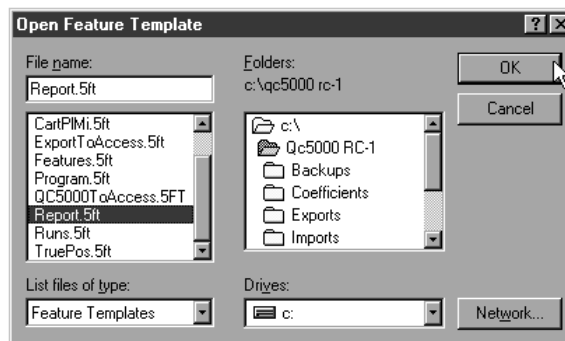 Open Feature Template
File name:
Report.5ft
CartPlMi.5ft
ExportToAccess.5ft
Features.5ft
Program.5ft
QC5000ToAccess.5FT
Report.5ft
Runs.5ft
TruePos.5ft
List files of type:
Feature Templates
Folders:
c:\qc5000 rc-1
c:\
Qc5000 RC-1
Backups
Coefficients
Exports
Imports
Drives:
c:
OK
Cancel
Network...